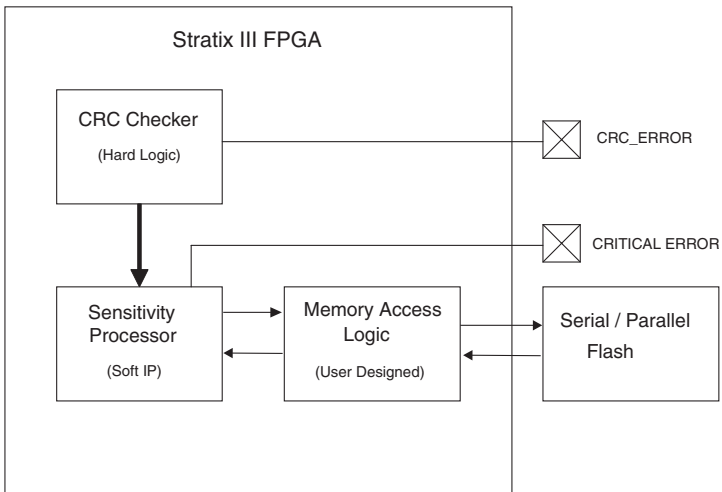 Stratix III FPGA
CRC Checker
(Hard Logic)
CRC_ERROR
CRITICAL ERROR
Sensitivity
Processor
(Soft IP)
Memory Access
Logic
(User Designed)
Serial / Parallel
Flash